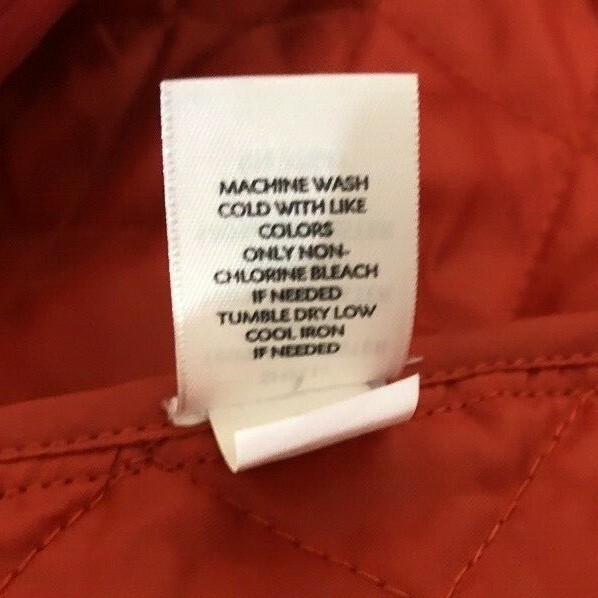 MACHINE WASH
COLD WITH LIKE
COLORS
ONLY NON-
CHLORINE BLEACH
IF NEEDED
TUMBLE DRY LOW
COOL IRON
IF NEEDED